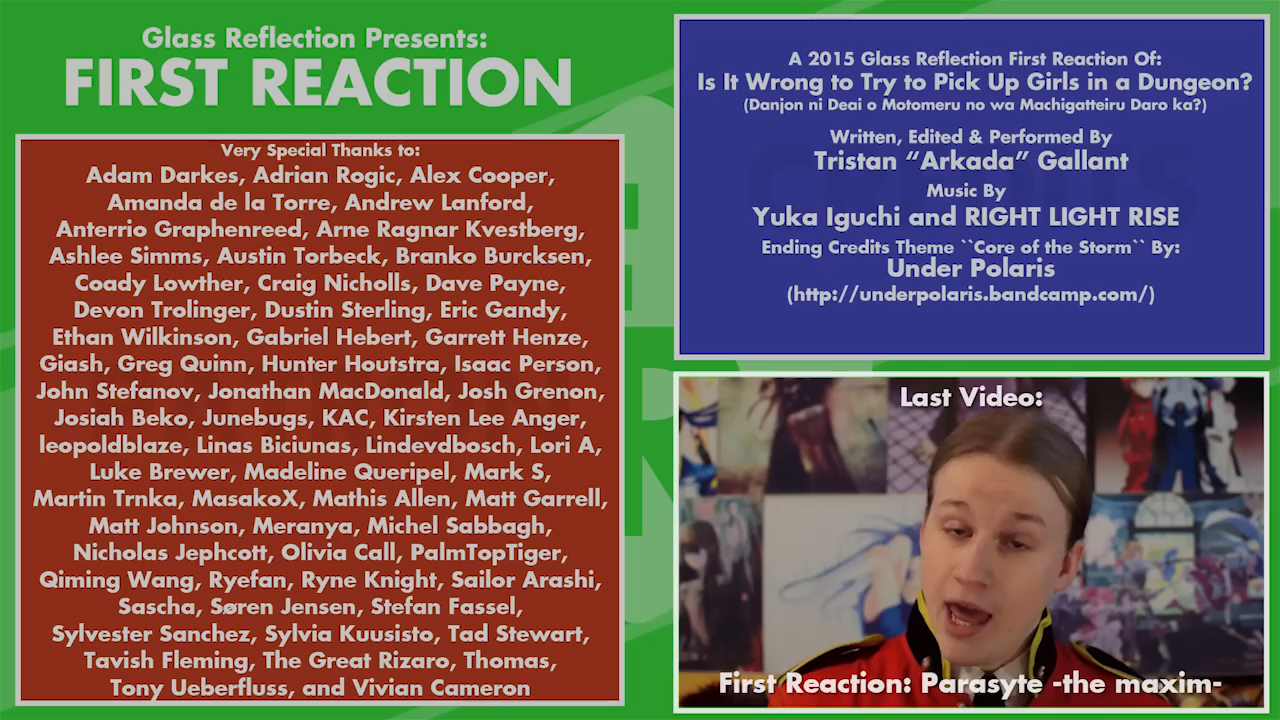 Glass Reflection Presents:
FIRST REACTION
Very Special Thanks to:
Adam Darkes, Adrian Rogic, Alex Cooper,
Amanda de la Torre, Andrew Lanford,
Anterrio Graphenreed, Arne Ragnar Kvestberg,
Ashlee Simms, Austin Torbeck, Branko Burcksen,
Coady Lowther, Craig Nicholls, Dave Payne,
Devon Trolinger, Dustin Sterling, Eric Gandy,
Ethan Wilkinson, Gabriel Hebert, Garrett Henze,
Giash, Greg Quinn, Hunter Houtstra, Isaac Person,
John Stefanov, Jonathan MacDonald, Josh Grenon,
Josiah Beko, Junebugs, KAC, Kirsten Lee Anger,
leopoldblaze, Linas Biciunas, Lindevdbosch, Lori A,
Luke Brewer, Madeline Queripel, Mark S,
Martin Trnka, MasakoX, Mathis Allen, Matt Garrell,
Matt Johnson, Meranya, Michel Sabbagh,
Nicholas Jephcott, Olivia Call, PalmTopTiger,
Qiming Wang, Ryefan, Ryne Knight, Sailor Arashi,
Sascha, Søren Jensen, Stefan Fassel,
Sylvester Sanchez, Sylvia Kuusisto, Tad Stewart,
Tavish Fleming, The Great Rizaro, Thomas,
Tony Ueberfluss, and Vivian Cameron
A 2015 Glass Reflection First Reaction Of:
Is It Wrong to Try to Pick Up Girls in a Dungeon?
(Danjon ni Deai o Motomeru no wa Machigatteiru Daro ka?)
Written, Edited & Performed By
Tristan “Arkada” Gallant
Music By
Yuka Iguchi and RIGHT LIGHT RISE
Ending Credits Theme ``Core of the Storm`` By:
Under Polaris
(http://underpolaris.bandcamp.com/)
Last Video:
First Reaction: Parasyte -the maxim-